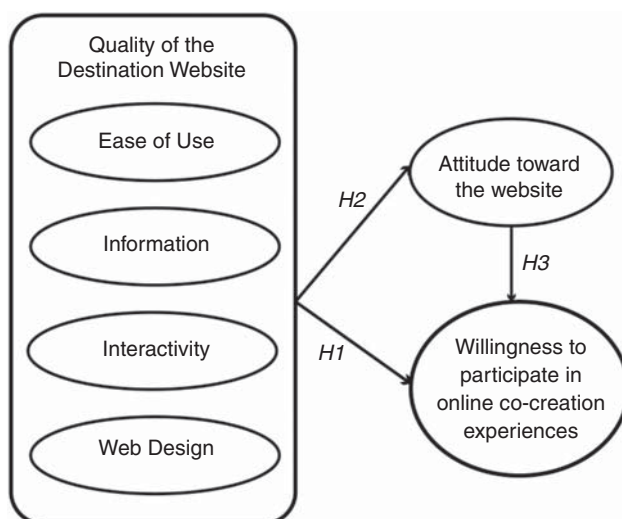 Quality of the
Destination Website
Ease of Use
Information
Interactivity
Web Design
H2
H1
Attitude toward
the website
H3
Willingness to
participate in
online co-creation
experiences